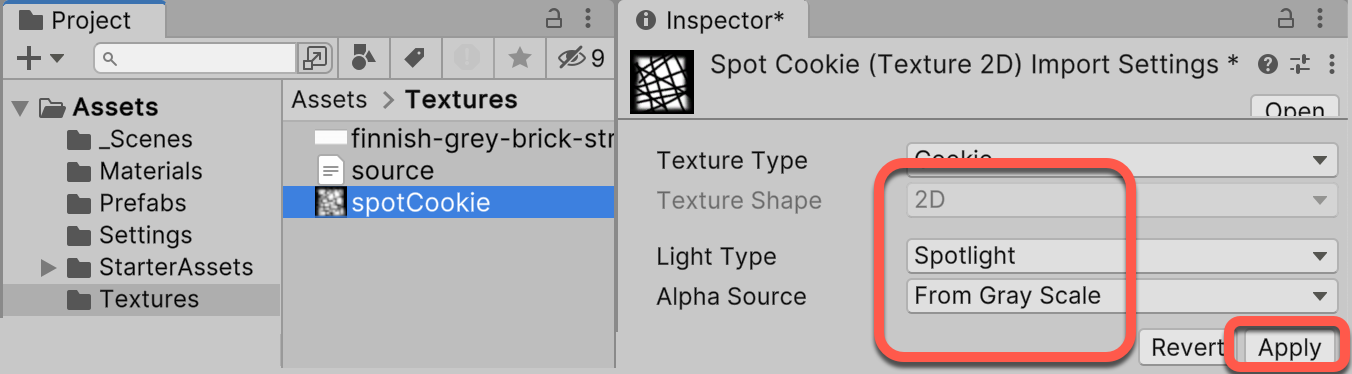 Project
9
Assets
_Scenes
Materials
Prefabs
Settings
StarterAssets
Textures
Assets > Textures
finnish-grey-brick-str
source
spotCookie
Inspector*
Spot Cookie (Texture 2D) Import Settings *
Open
Texture Type Cookie
Texture Shape 2D
Light Type Spotlight
Alpha Source From Gray Scale
Revert Apply